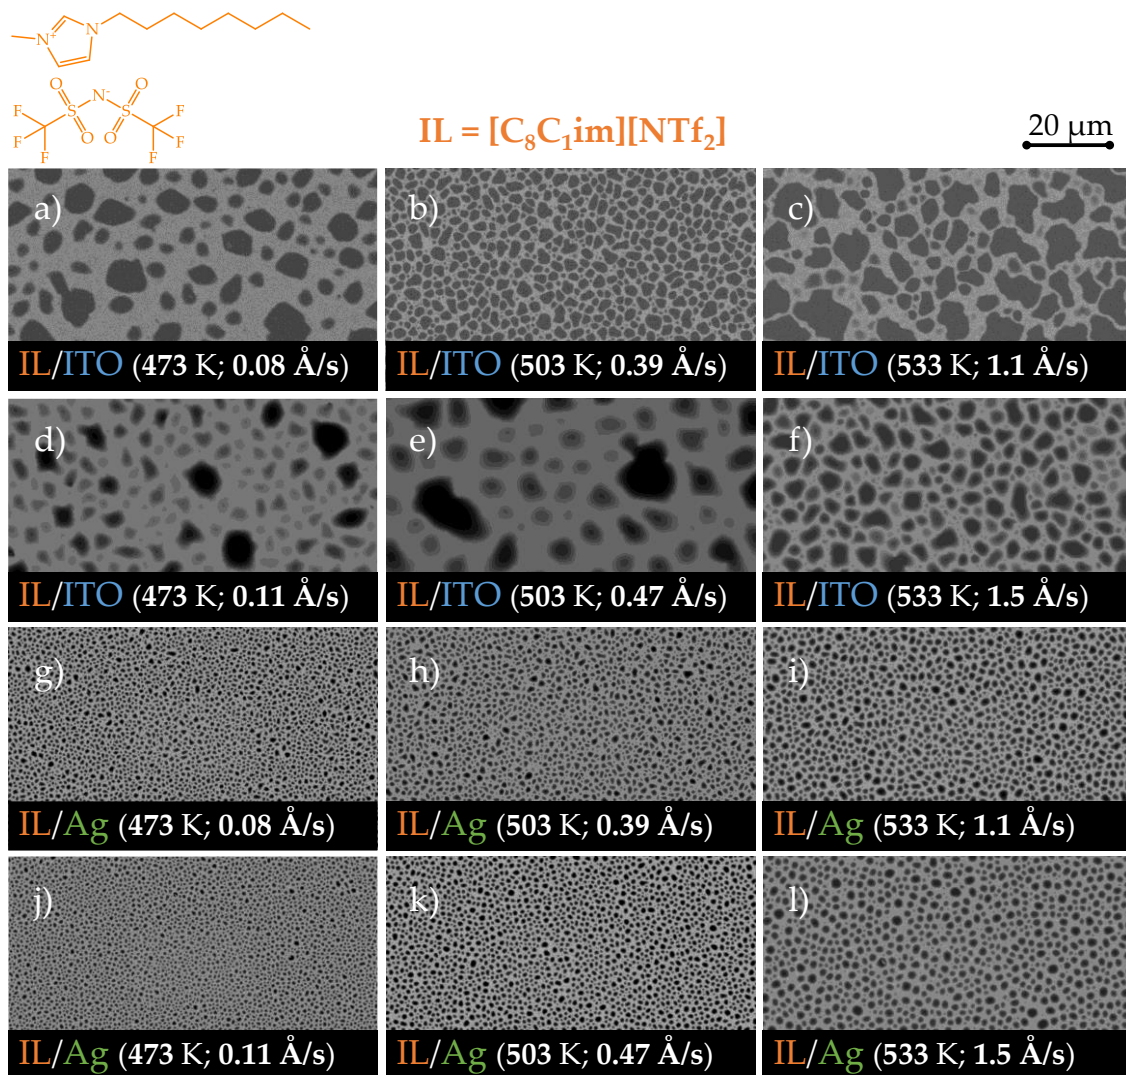 N
N+
O
O
N-
F
S
S
F
F
O
O
F
F
F
IL = [C₈C₁im][NTf₂]
20 µm
a)
b)
c)
IL/ITO (473 K; 0.08 Å/s)
IL/ITO (503 K; 0.39 Å/s)
IL/ITO (533 K; 1.1 Å/s)
d)
e)
f)
IL/ITO (473 K; 0.11 Å/s)
IL/ITO (503 K; 0.47 Å/s)
IL/ITO (533 K; 1.5 Å/s)
g)
h)
i)
IL/Ag (473 K; 0.08 Å/s)
IL/Ag (503 K; 0.39 Å/s)
IL/Ag (533 K; 1.1 Å/s)
j)
k)
l)
IL/Ag (473 K; 0.11 Å/s)
IL/Ag (503 K; 0.47 Å/s)
IL/Ag (533 K; 1.5 Å/s)